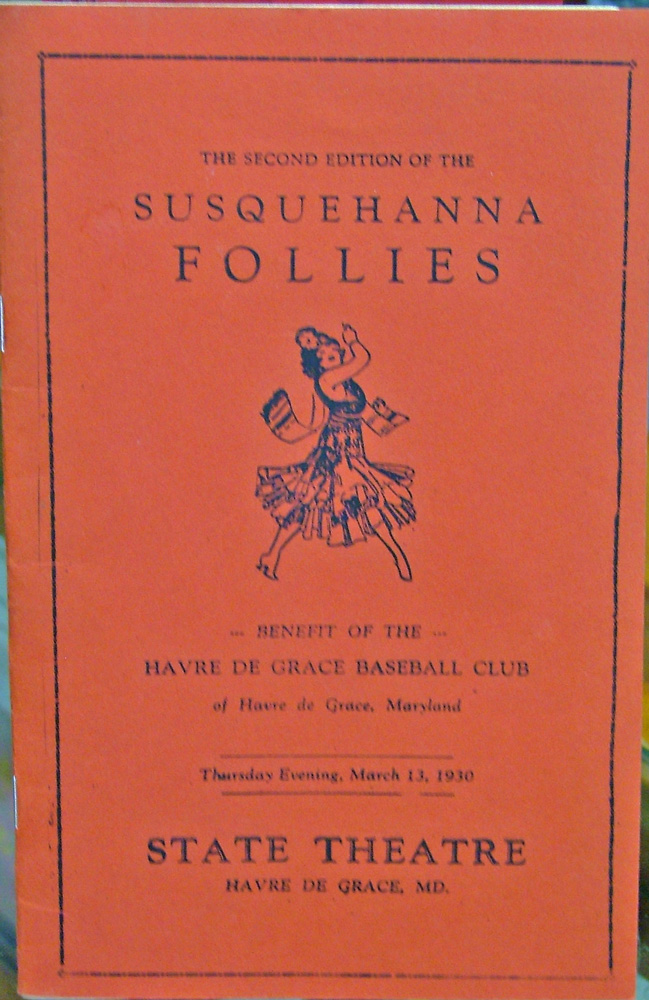 THE SECOND EDITION OF THE
SUSQUEHANNA
FOLLIES
... BENEFIT OF THE ...
HAVRE DE GRACE BASEBALL CLUB
of Havre de Grace, Maryland
Thursday Evening, March 13, 1930
STATE THEATRE
HAVRE DE GRACE, MD.